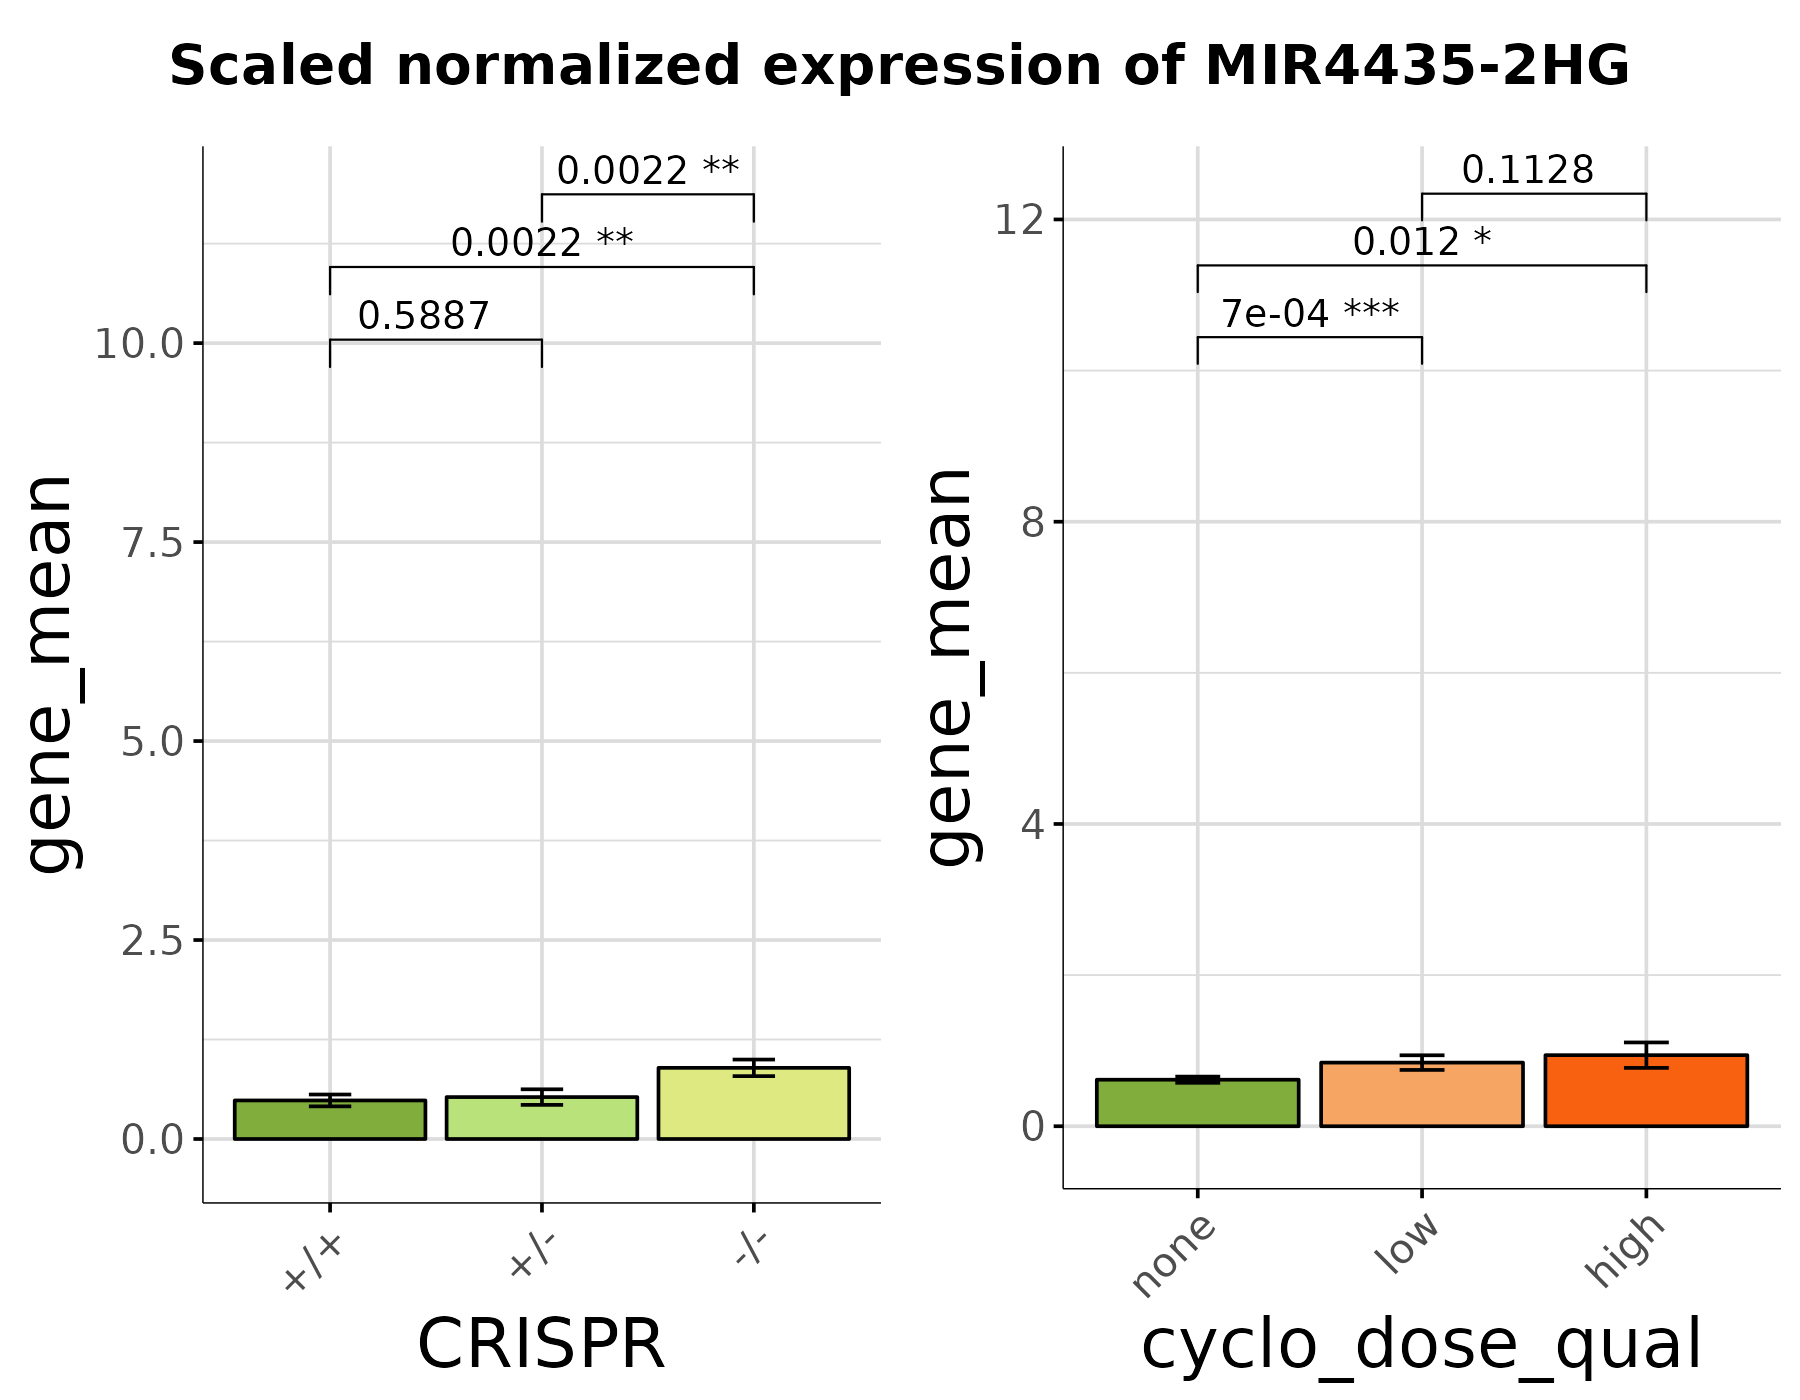 Scaled normalized expression of MIR4435-2HG
0.0022 **
0.0022 **
0.5887
10.0
7.5
5.0
2.5
0.0
gene_mean
+/+
+/-
-/-
CRISPR
0.1128
0.012 *
7e-04 ***
12
8
4
0
gene_mean
none
low
high
cyclo_dose_qual